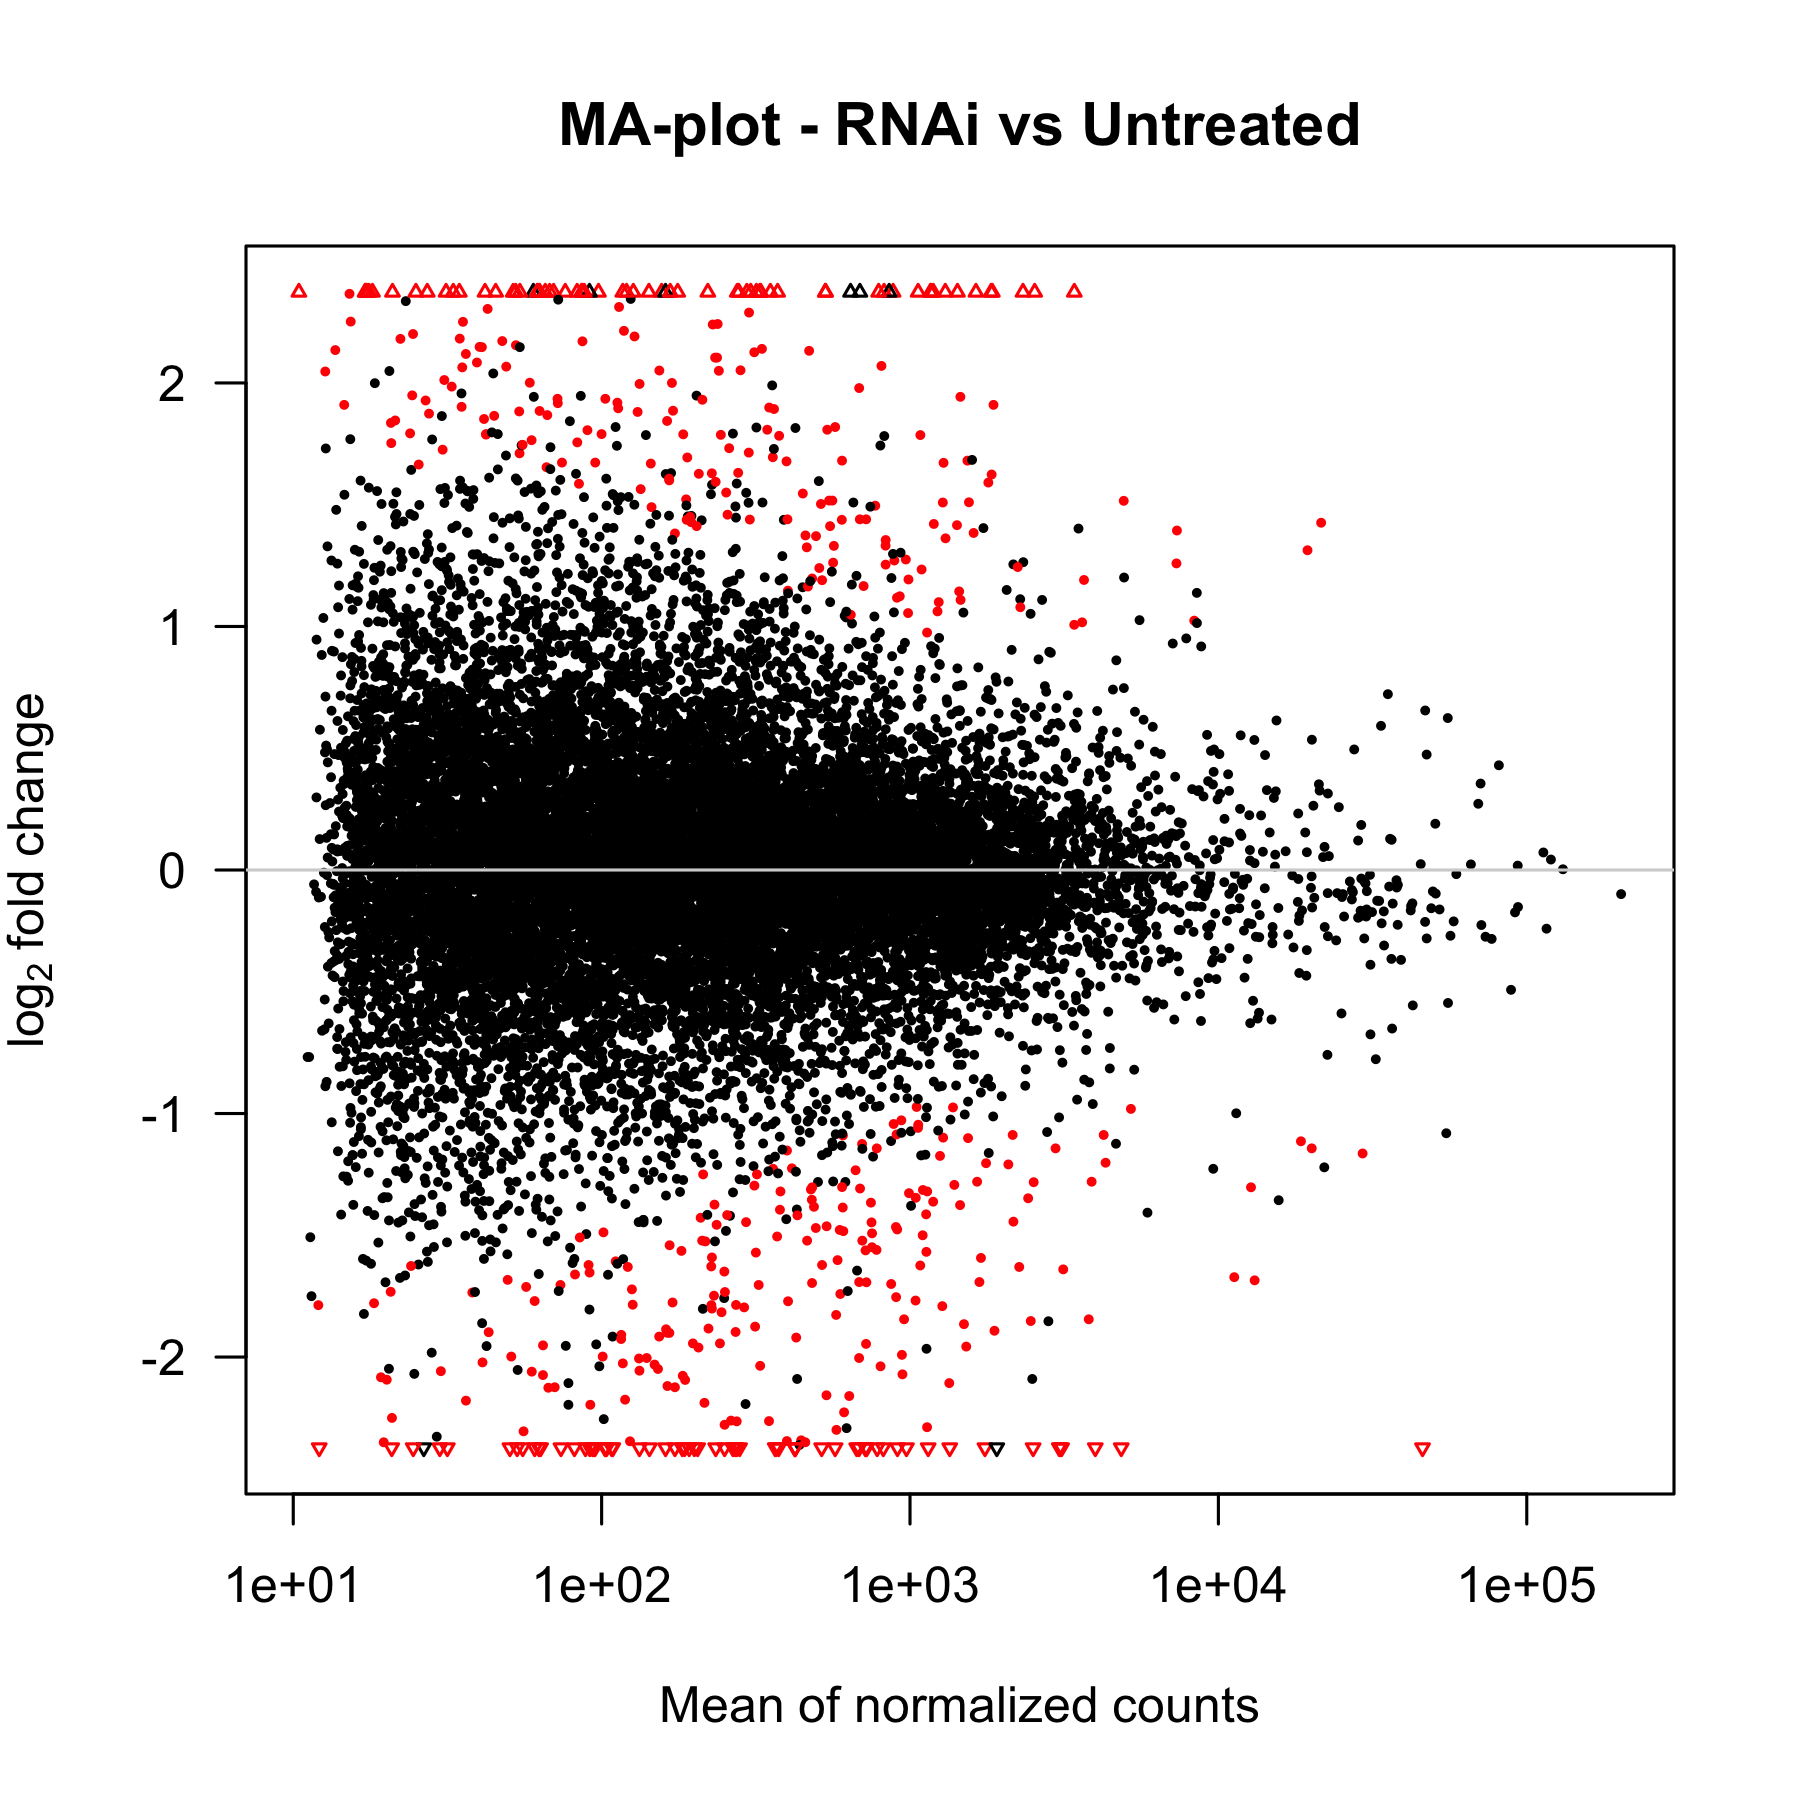 MA-plot - RNAi vs Untreated
log2 fold change
2
1
0
-1
-2
1e+01 1e+02 1e+03 1e+04 1e+05
Mean of normalized counts